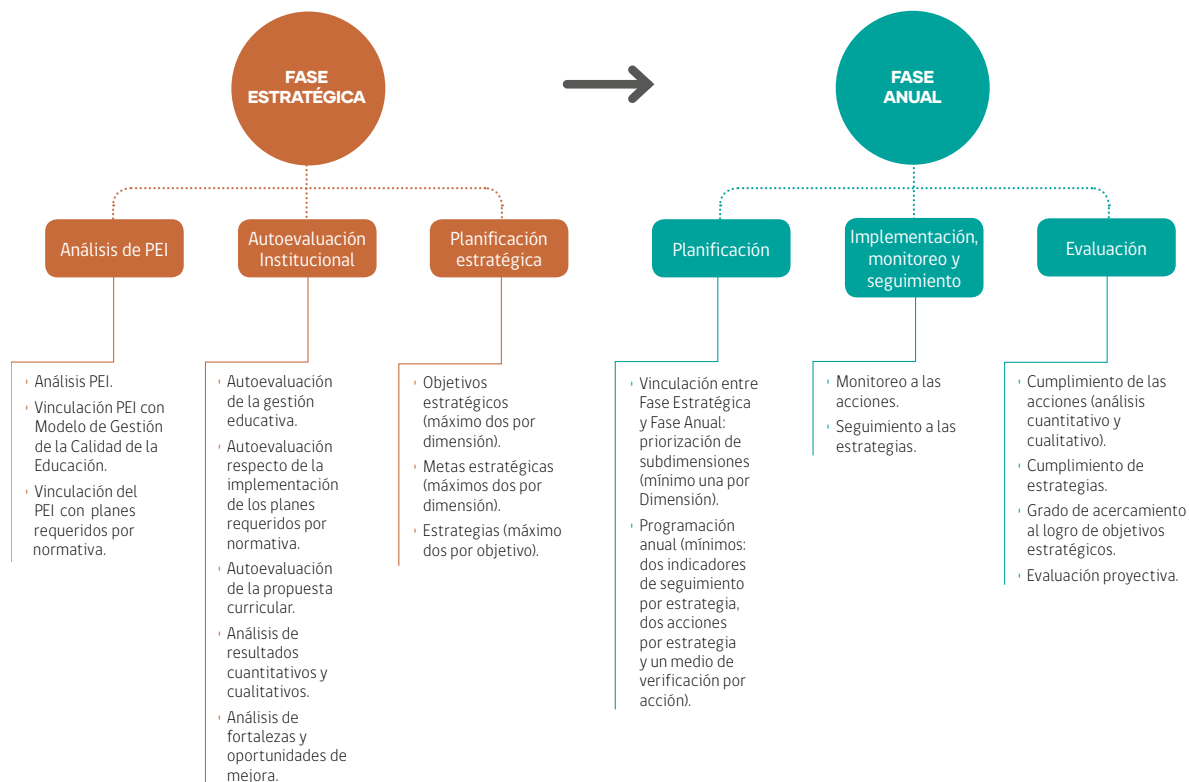 FASE
ESTRATÉGICA
Análisis de PEI
Análisis PEI.
Vinculación PEI con
Modelo de Gestión
de la Calidad de la
Educación.
Vinculación del
PEI con planes
requeridos por
normativa.
Autoevaluación
Institucional
Autoevaluación
de la gestión
educativa.
Autoevaluación
respecto de la
implementación
de los planes
requeridos por
normativa.
Autoevaluación
de la propuesta
curricular.
Análisis de
resultados
cuantitativos y
cualitativos.
Análisis de
fortalezas y
oportunidades de
mejora.
Planificación
estratégica
Objetivos
estratégicos
(máximo dos por
dimensión).
Metas estratégicas
(máximos dos por
dimensión).
Estrategias (máximo
dos por objetivo).
FASE
ANUAL
Planificación
Vinculación entre
Fase Estratégica
y Fase Anual:
priorización de
subdimensiones
(mínimo una por
Dimensión).
Programación
anual (mínimos:
dos indicadores
de seguimiento
por estrategia,
dos acciones
por estrategia
y un medio de
verificación por
acción).
Implementación,
monitoreo y
seguimiento
Monitoreo a las
acciones.
Seguimiento a las
estrategias.
Evaluación
Cumplimiento de las
acciones (análisis
cuantitativo y
cualitativo).
Cumplimiento de
estrategias.
Grado de acercamiento
al logro de objetivos
estratégicos.
Evaluación proyectiva.